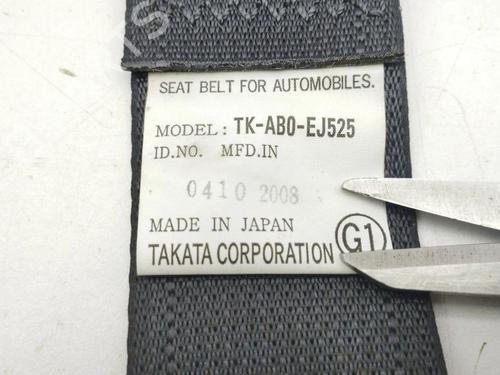 SEAT BELT FOR AUTOMOBILES.
MODEL: TK-AB0-EJ525
ID.NO. MFD.IN
0410 2008
MADE IN JAPAN
TAKATA CORPORATION G1